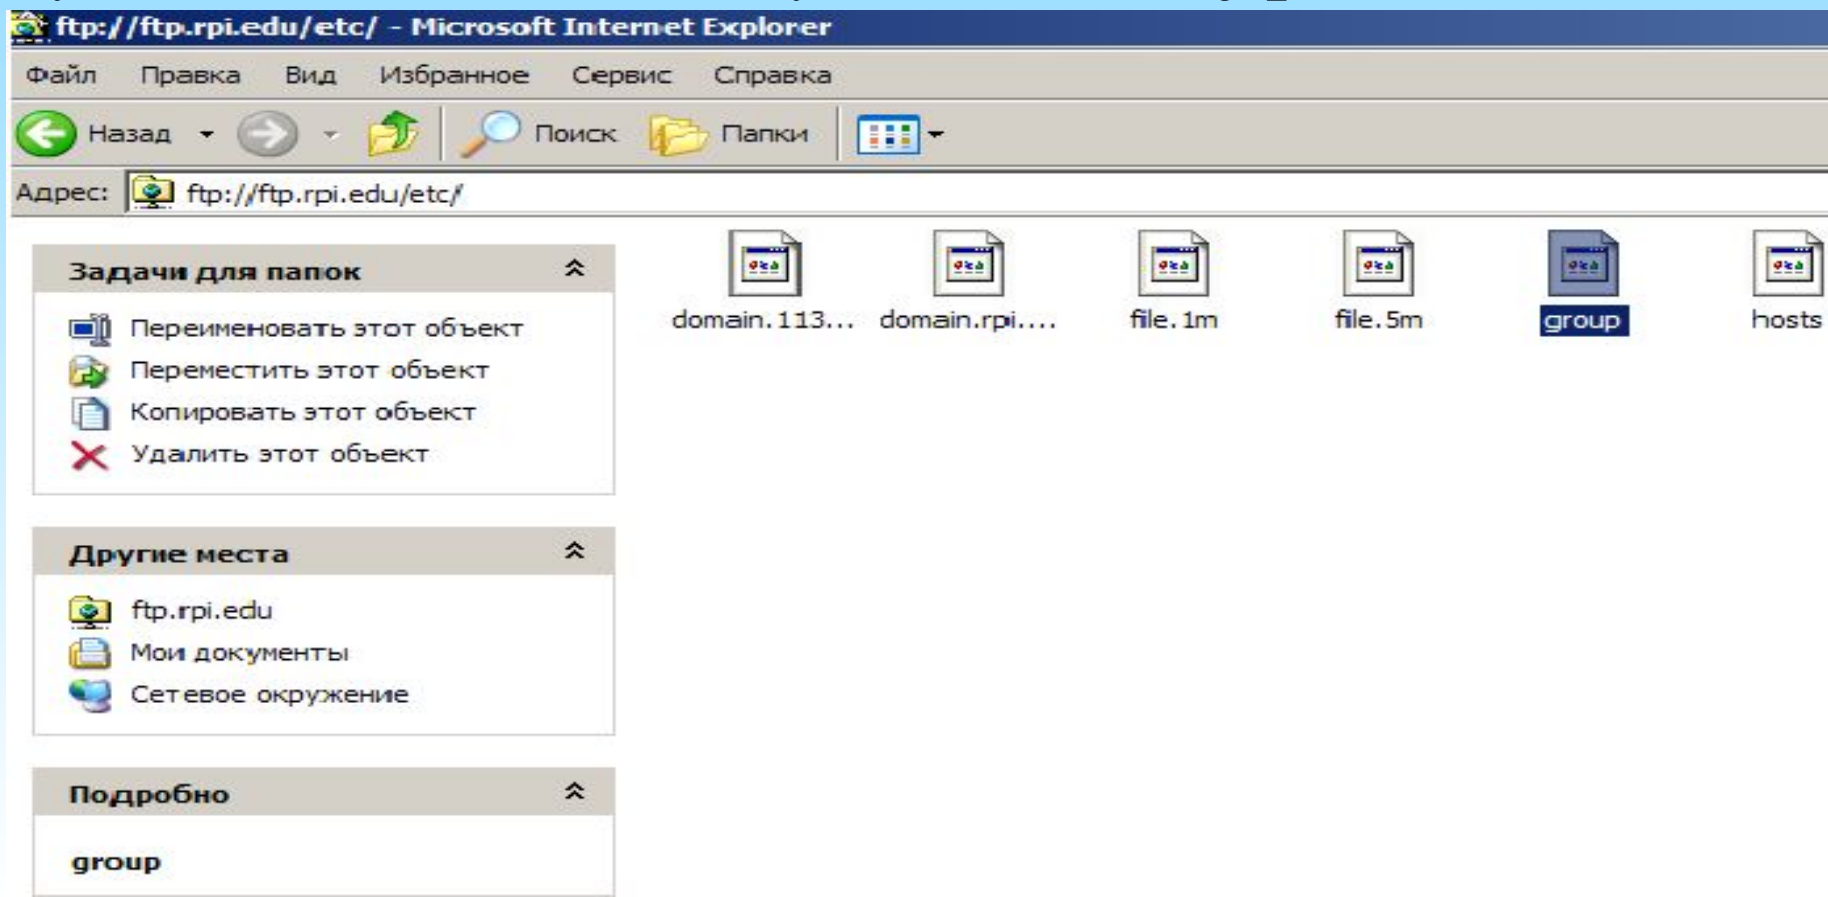 ftp://ftp.rpi.edu/etc/ - Microsoft Internet Explorer
Файл Правка Вид Избранное Сервис Справка
Назад Поиск Папки
Адрес: ftp://ftp.rpi.edu/etc/
domain.113... domain.rpi.... file.1m file.5m group hosts
Задачи для папок
Переименовать этот объект
Переместить этот объект
Копировать этот объект
Удалить этот объект
Другие места
ftp.rpi.edu
Мои документы
Сетевое окружение
Подробно
group